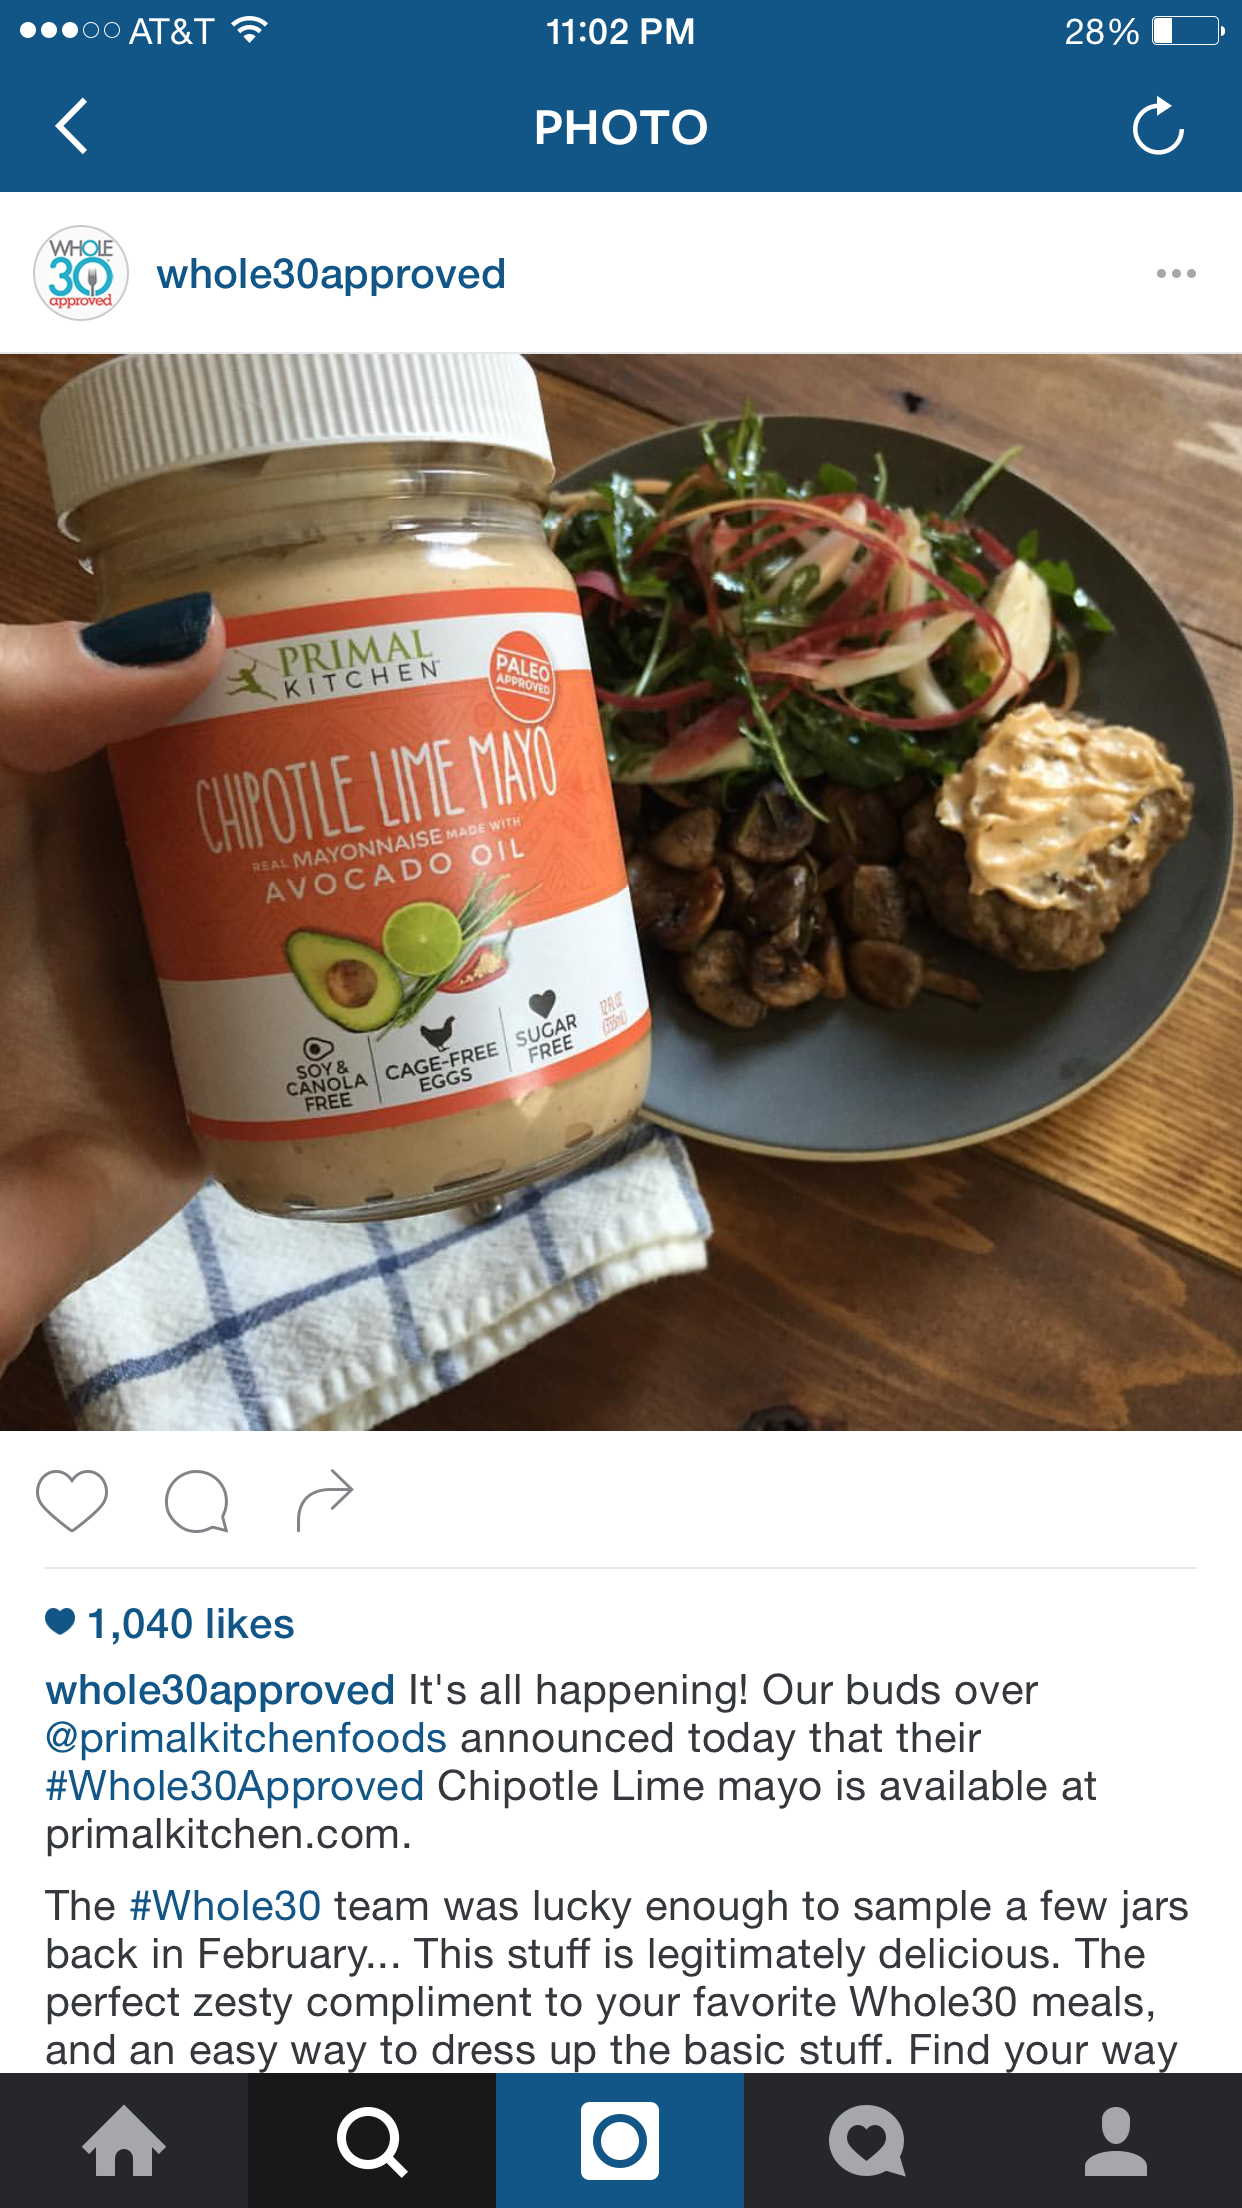 AT&T 11:02 PM 28%
PHOTO
WHOLE
30
approved
whole30approved
PRIMAL
KITCHEN
PALEO
APPROVED
CHIPOTLE LIME MAYO
REAL MAYONNAISE MADE WITH
AVOCADO OIL
SOY &
CANOLA
FREE
CAGE-FREE
EGGS
SUGAR
FREE
12 FL OZ
(355mL)
1,040 likes
whole30approved It's all happening! Our buds over
@primalkitchenfoods announced today that their
#Whole30Approved Chipotle Lime mayo is available at
primalkitchen.com.
The #Whole30 team was lucky enough to sample a few jars
back in February... This stuff is legitimately delicious. The
perfect zesty compliment to your favorite Whole30 meals,
and an easy way to dress up the basic stuff. Find your way